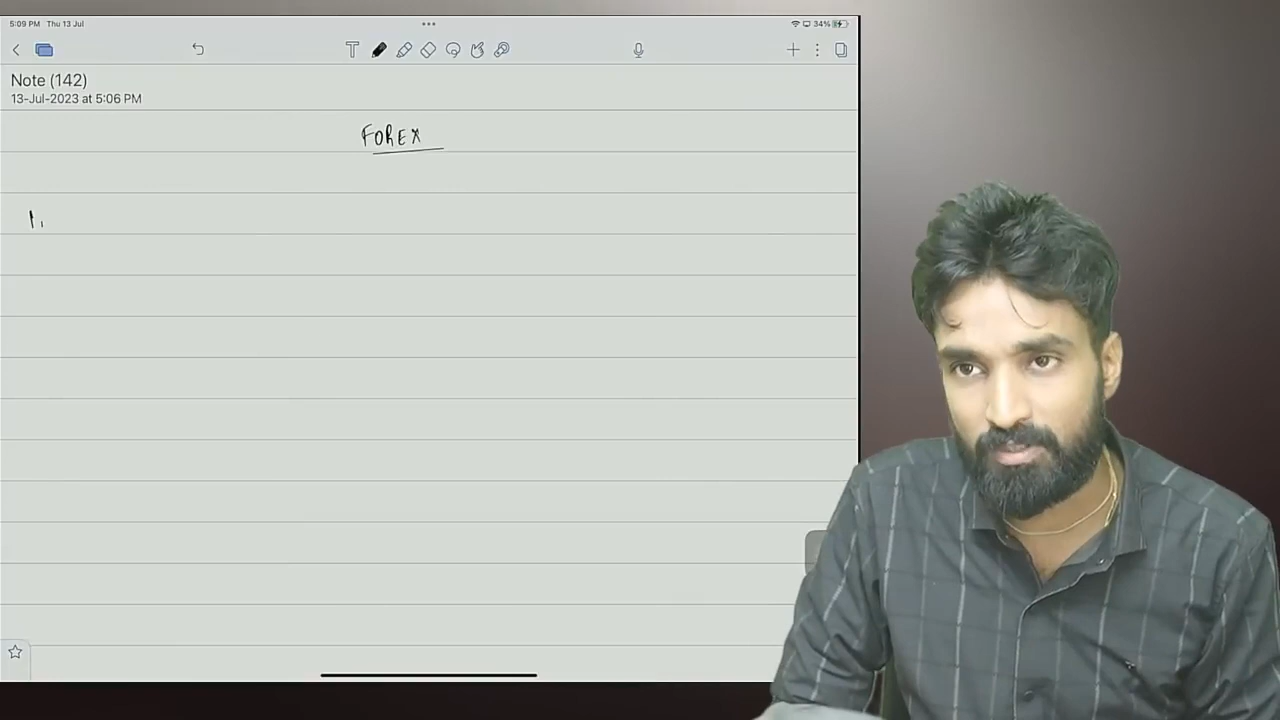 5:09 PM Thu 13 Jul
34%
T
Note (142)
13-Jul-2023 at 5:06 PM
FOREX
1.